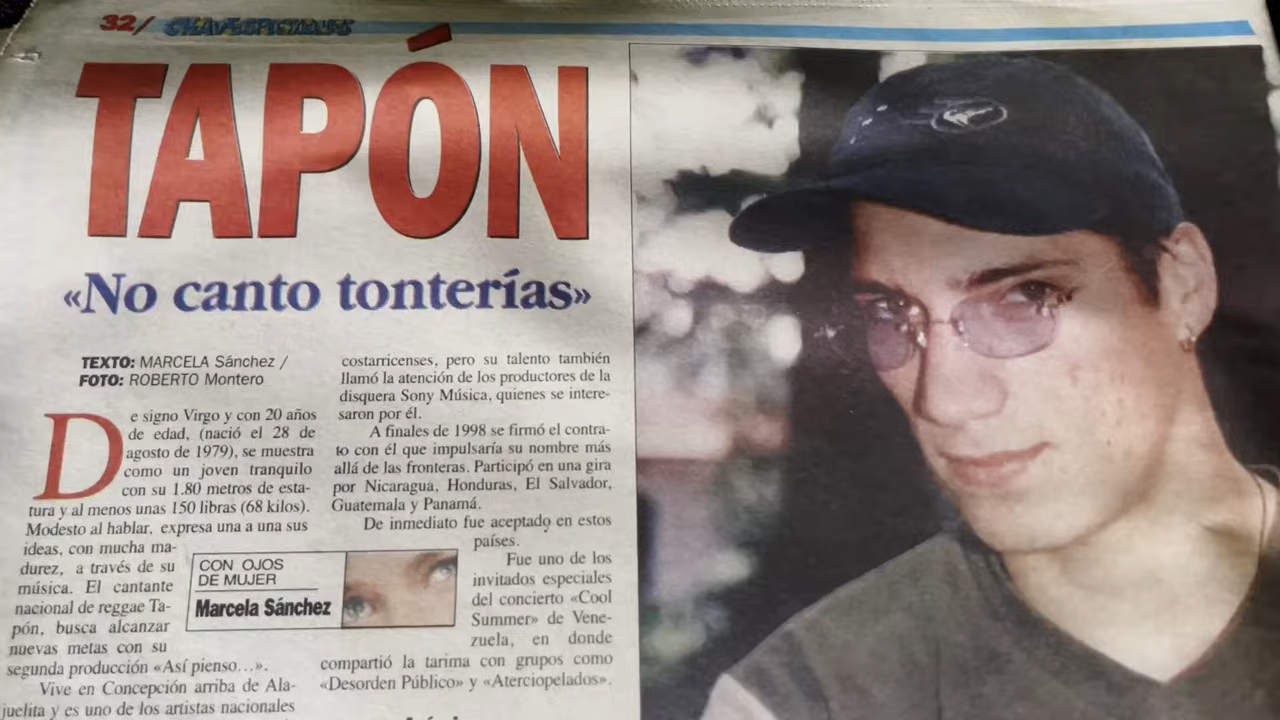 32/ CHAVESPECIALES
TAPÓN
«No canto tonterías»
TEXTO: MARCELA Sánchez /
FOTO: ROBERTO Montero
De signo Virgo y con 20 años
de edad, (nació el 28 de
agosto de 1979), se muestra
como un joven tranquilo
con su 1.80 metros de esta-
tura y al menos unas 150 libras (68 kilos).
Modesto al hablar, expresa una a una sus
ideas, con mucha ma-
durez, a través de su
música. El cantante
nacional de reggae Ta-
pón, busca alcanzar
nuevas metas con su
segunda producción «Así pienso...».
Vive en Concepción arriba de Ala-
juelita y es uno de los artistas nacionales
CON OJOS
DE MUJER
Marcela Sánchez
costarricenses, pero su talento también
llamó la atención de los productores de la
disquera Sony Música, quienes se intere-
saron por él.
A finales de 1998 se firmó el contra-
to con él que impulsaría su nombre más
allá de las fronteras. Participó en una gira
por Nicaragua, Honduras, El Salvador,
Guatemala y Panamá.
De inmediato fue aceptado en estos
países.
Fue uno de los
invitados especiales
del concierto «Cool
Summer» de Vene-
zuela, en donde
compartió la tarima con grupos como
«Desorden Público» y «Aterciopelados».